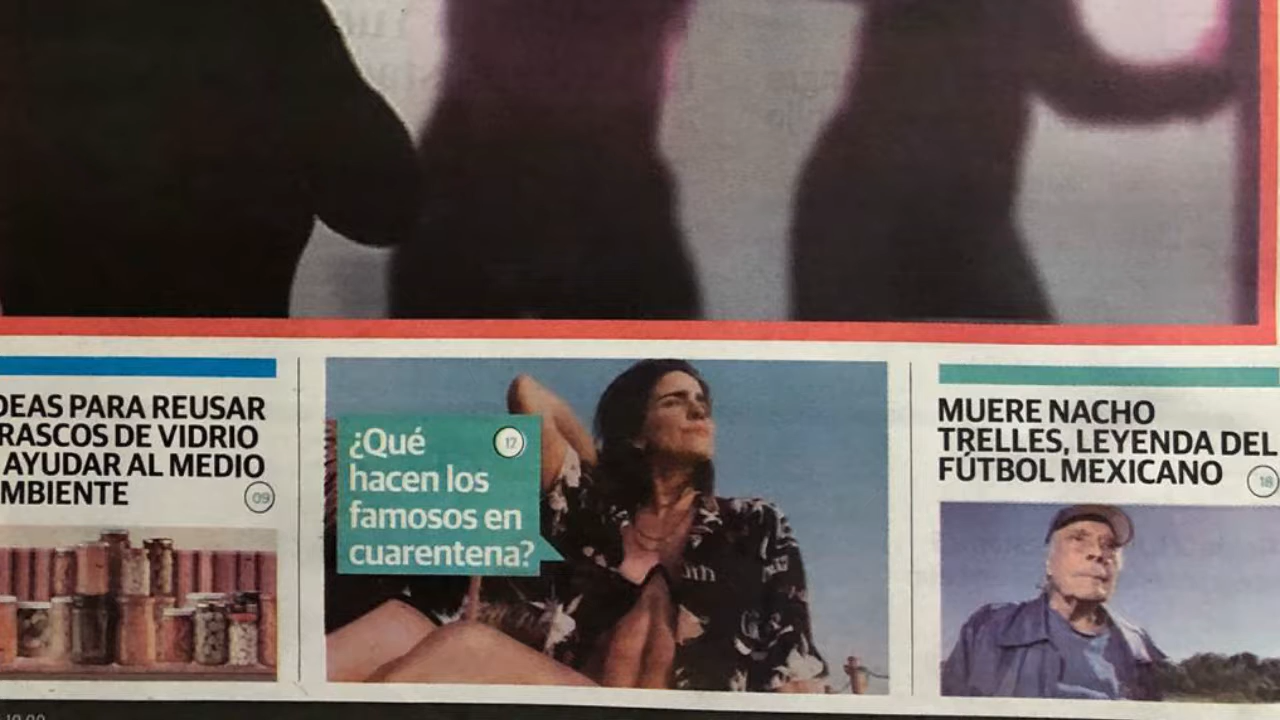 DEAS PARA REUSAR
RASCOS DE VIDRIO
AYUDAR AL MEDIO
MBIENTE
09
¿Qué
hacen los
famosos en
cuarentena?
17
MUERE NACHO
TRELLES, LEYENDA DEL
FÚTBOL MEXICANO
18